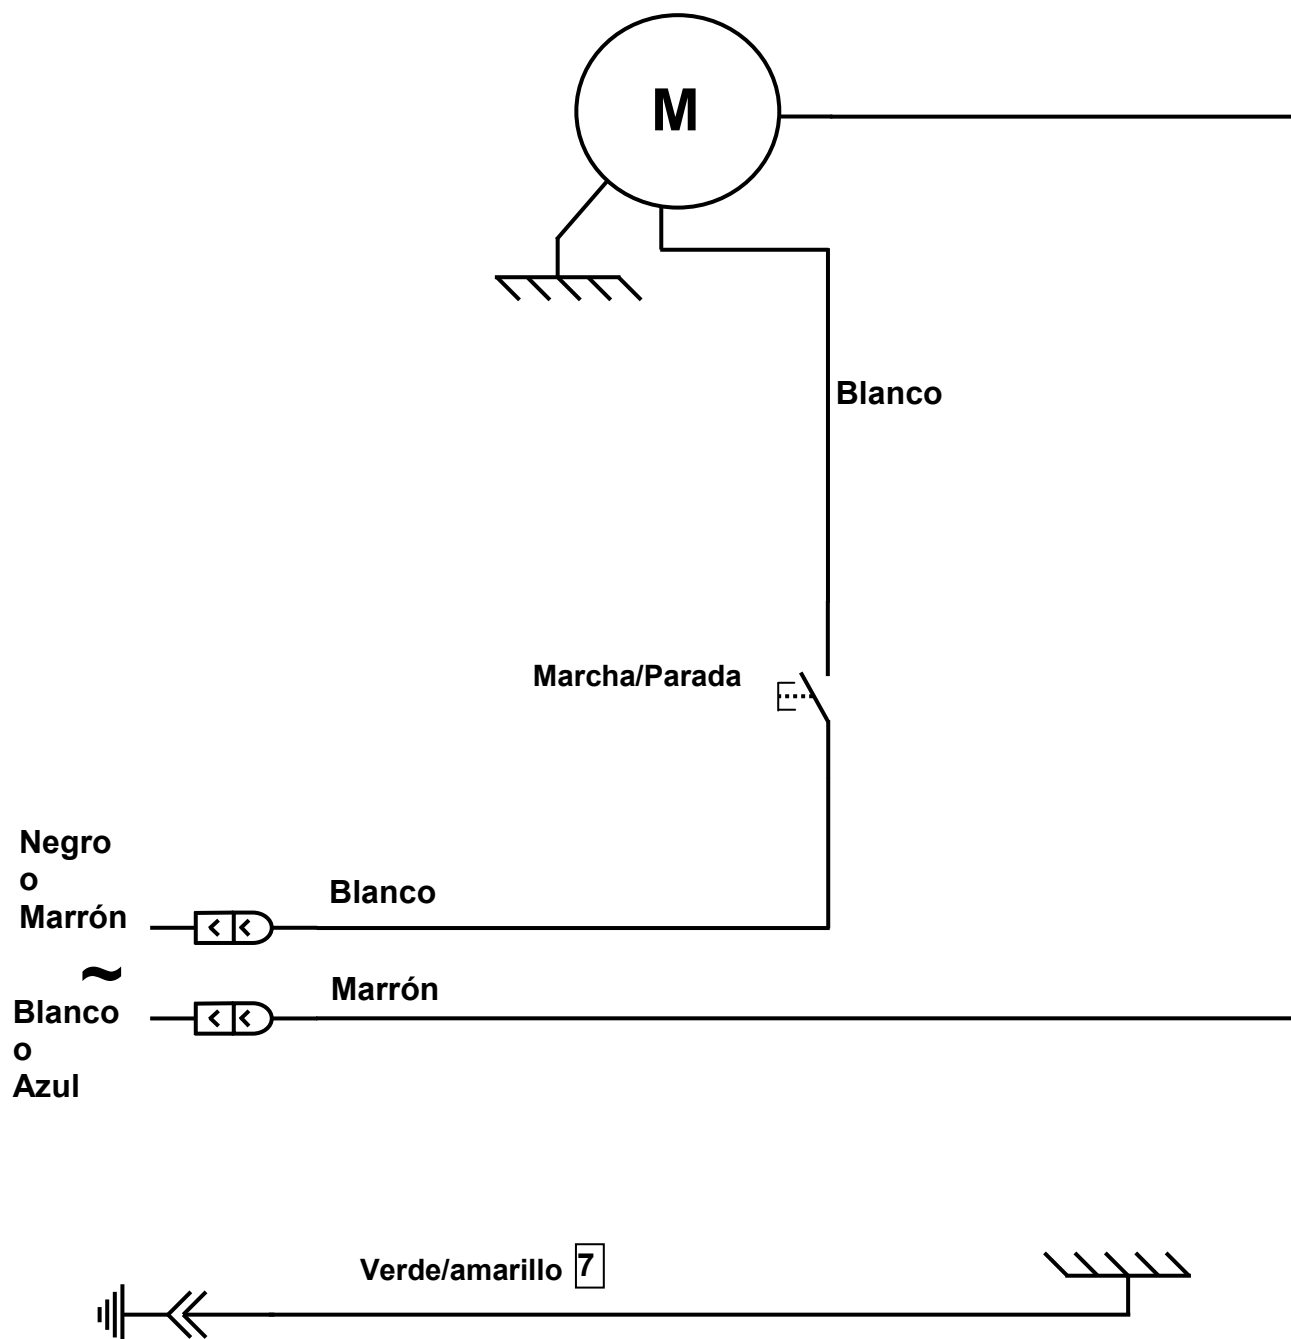 M
Blanco
Marcha/Parada
Negro
o
Marrón
Blanco
~
Marrón
Blanco
o
Azul
Verde/amarillo 7